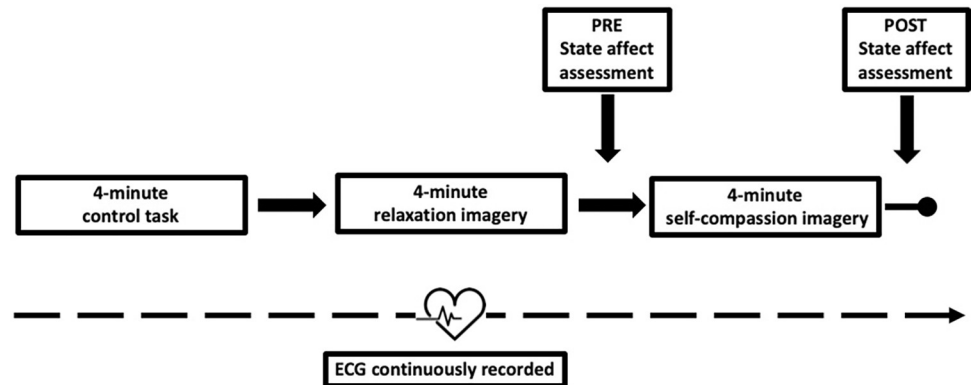 PRE
State affect
assessment
POST
State affect
assessment
4-minute
control task
4-minute
relaxation imagery
4-minute
self-compassion imagery
ECG continuously recorded